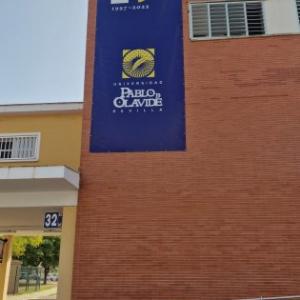 1997-2022
UNIVERSIDAD
PABLO DE
OLAVIDE
SEVILLA
32